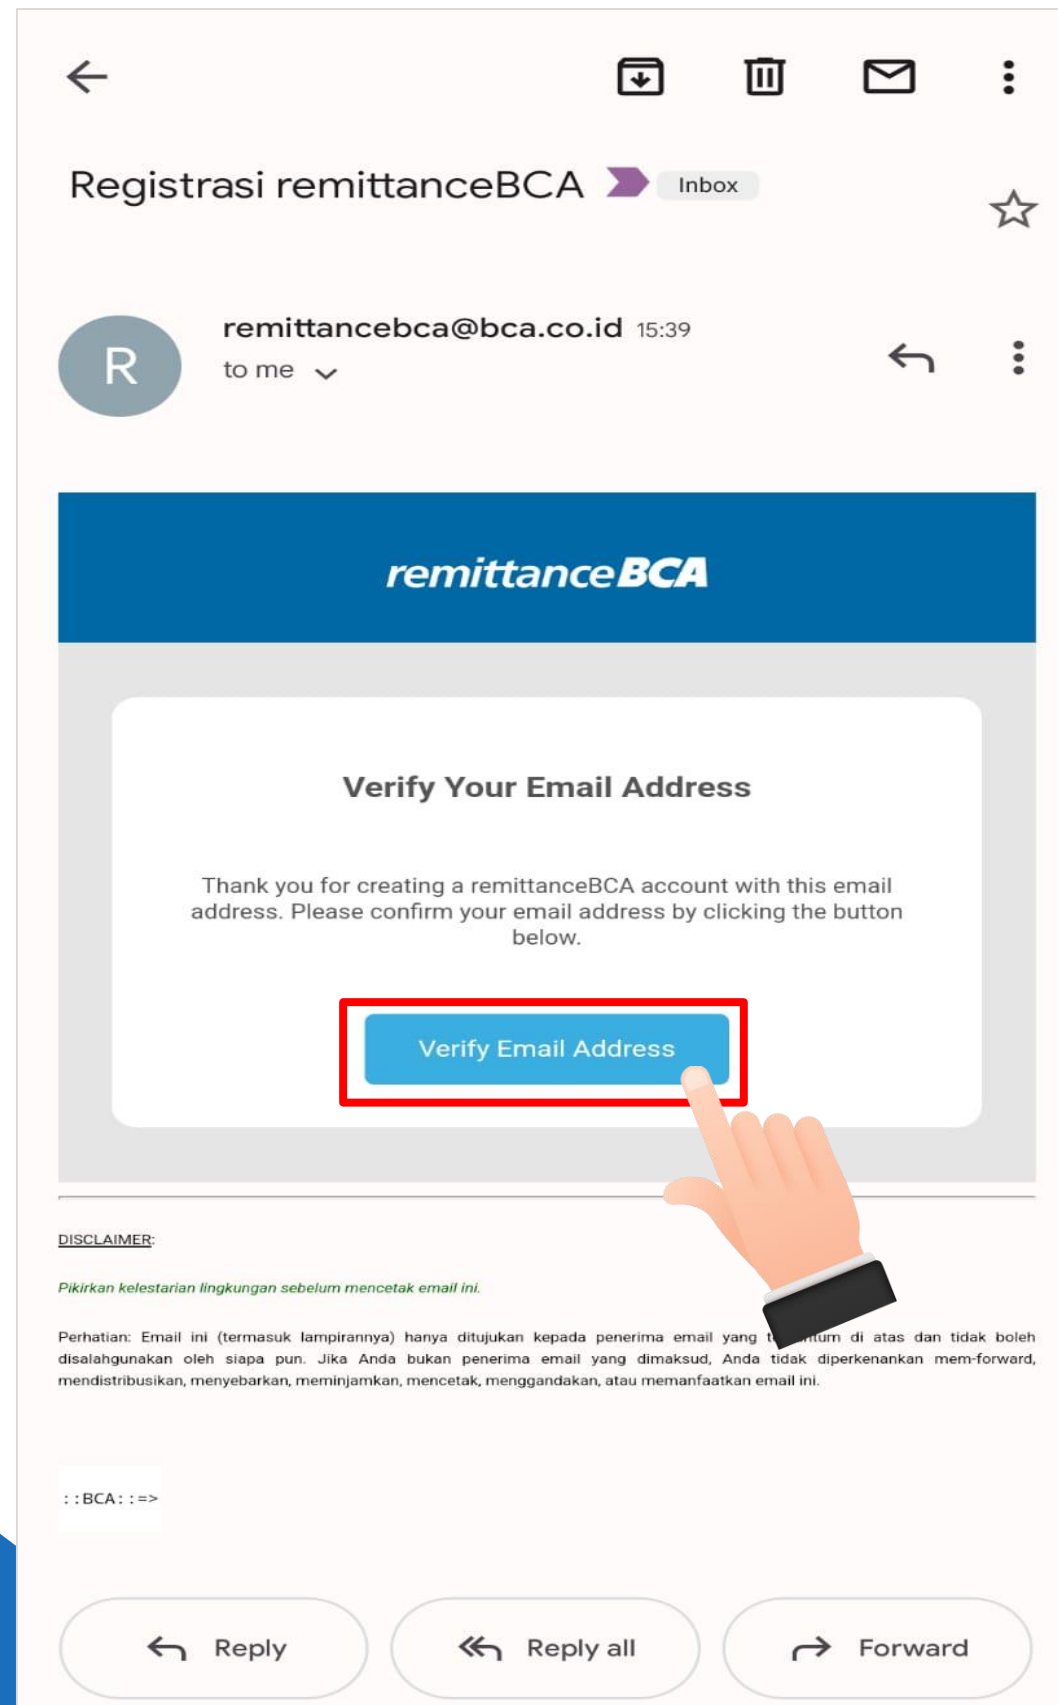 Registrasi remittanceBCA Inbox
remittancebca@bca.co.id 15:39
R
to me
remittanceBCA
Verify Your Email Address
Thank you for creating a remittanceBCA account with this email
address. Please confirm your email address by clicking the button
below.
Verify Email Address
DISCLAIMER:
Pikirkan kelestarian lingkungan sebelum mencetak email ini.
Perhatian: Email ini (termasuk lampirannya) hanya ditujukan kepada penerima email yang di atas dan tidak boleh
disalahgunakan oleh siapa pun. Jika Anda bukan penerima email yang dimaksud, Anda tidak diperkenankan mem-forward,
mendistribusikan, menyebarkan, meminjamkan, mencetak, menggandakan, atau memanfaatkan email ini.
::BCA::=>
Reply
Reply all
Forward